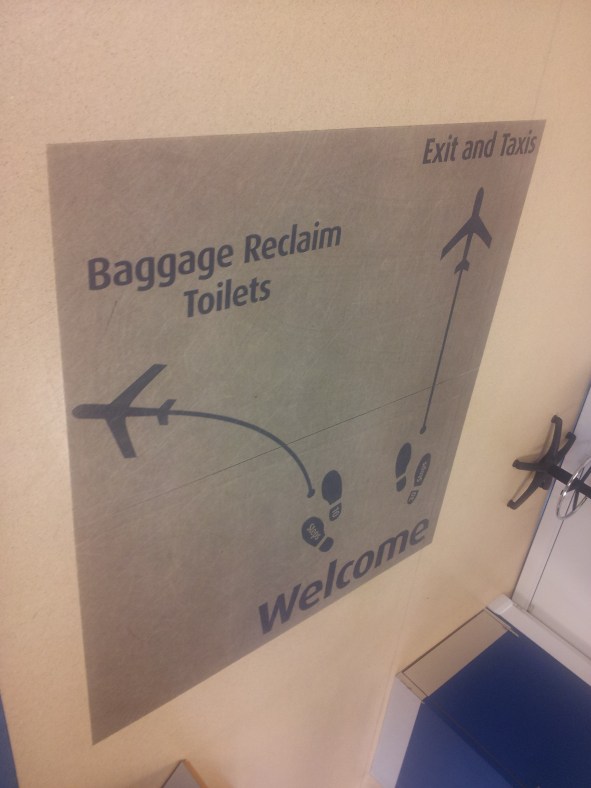 Exit and Taxis
Baggage Reclaim
Toilets
Welcome